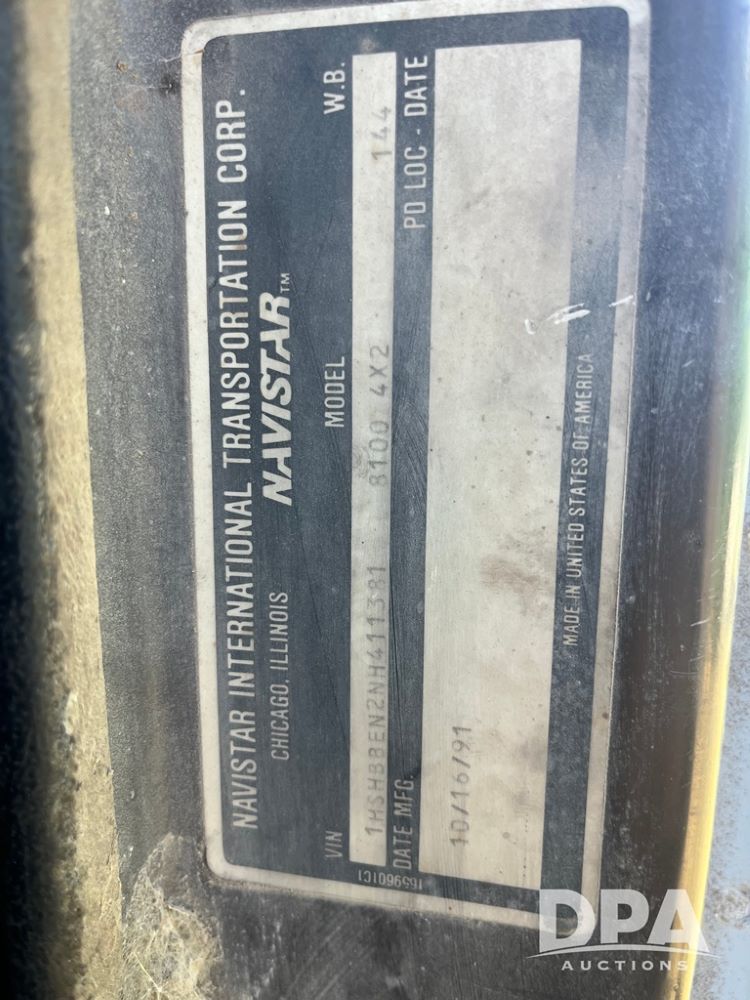 NAVISTAR INTERNATIONAL TRANSPORTATION CORP.
CHICAGO, ILLINOIS NAVISTAR™
VIN MODEL W.B.
1HSHBBEN2NH411381 8100 4X2 144
DATE MFG. PD LOC - DATE
10/16/91
1659601C1 MADE IN UNITED STATES OF AMERICA
DPA
AUCTIONS